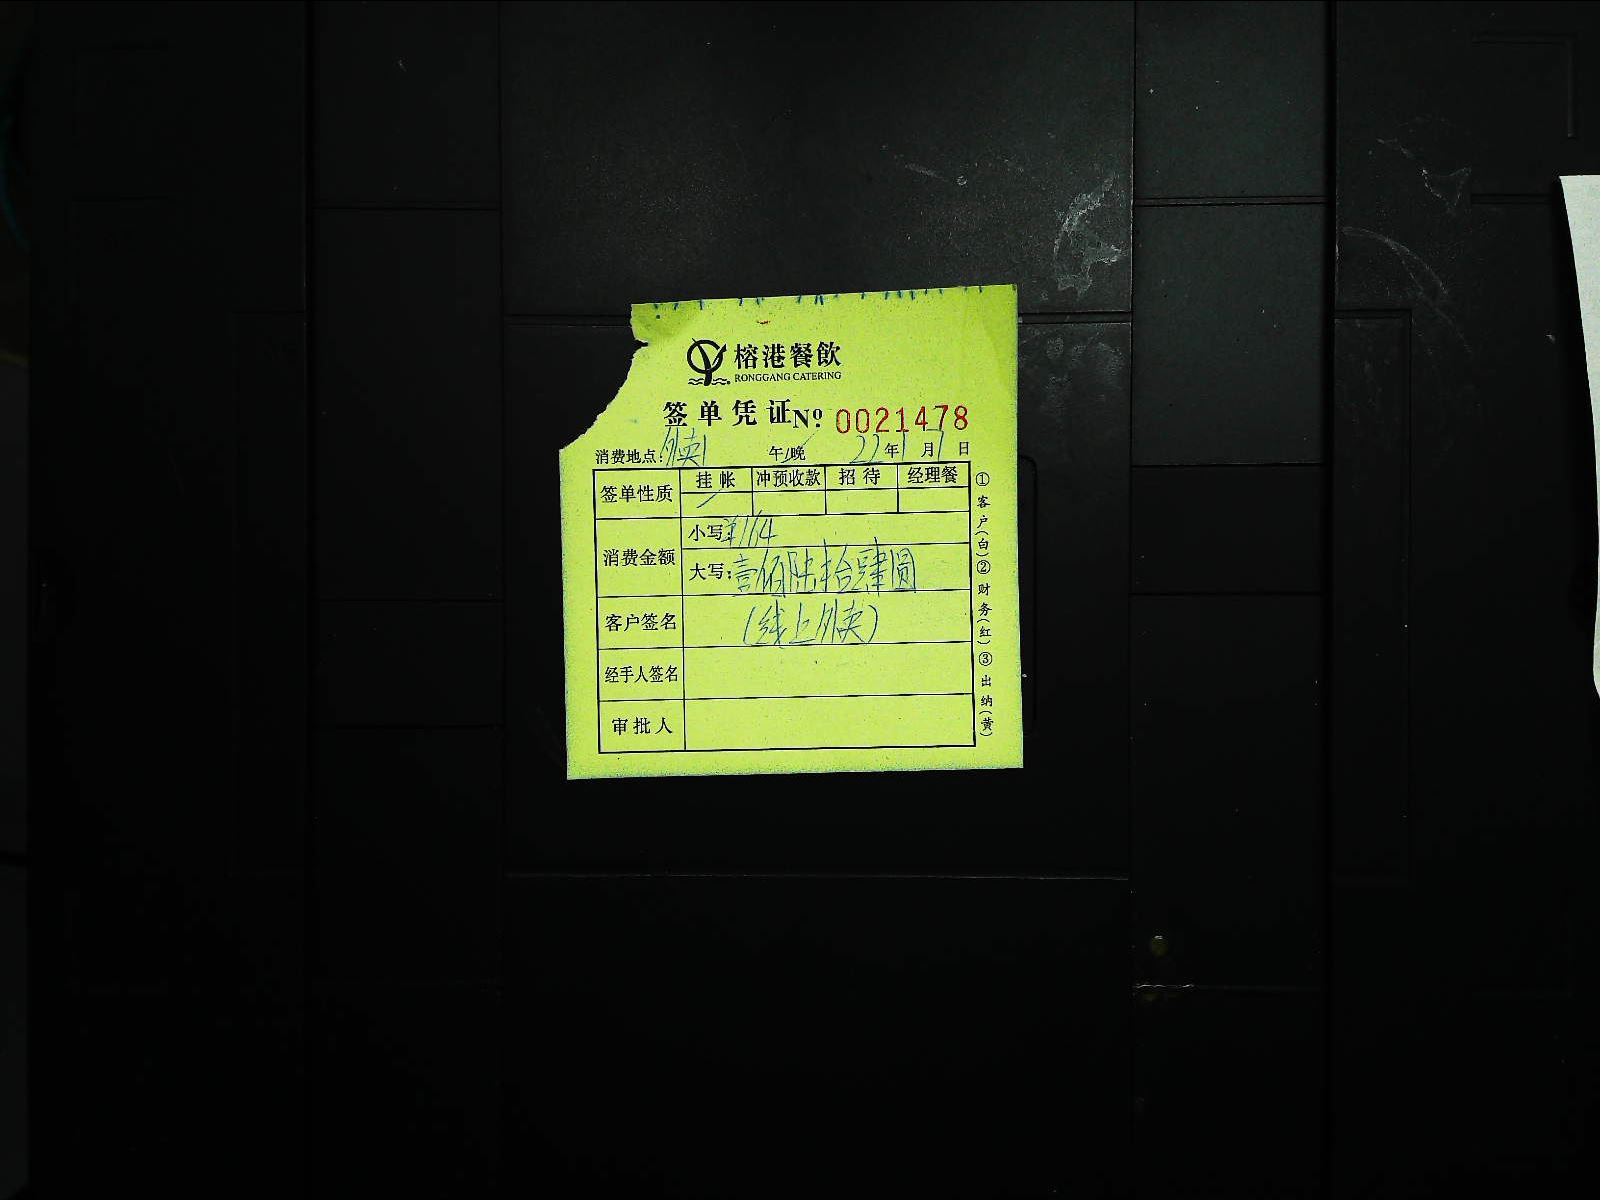 榕港餐飲
RONGGANG CATERING
签单凭证 Nº 0021478
消费地点：外卖1 午/晚 22年1月1日
签单性质 挂帐 冲预收款 招待 经理餐
消费金额 小写¥164
大写：壹佰陆拾肆圆
客户签名 (线上外卖)
经手人签名
审批人
①客户(白)②财务(红)③出纳(黄)